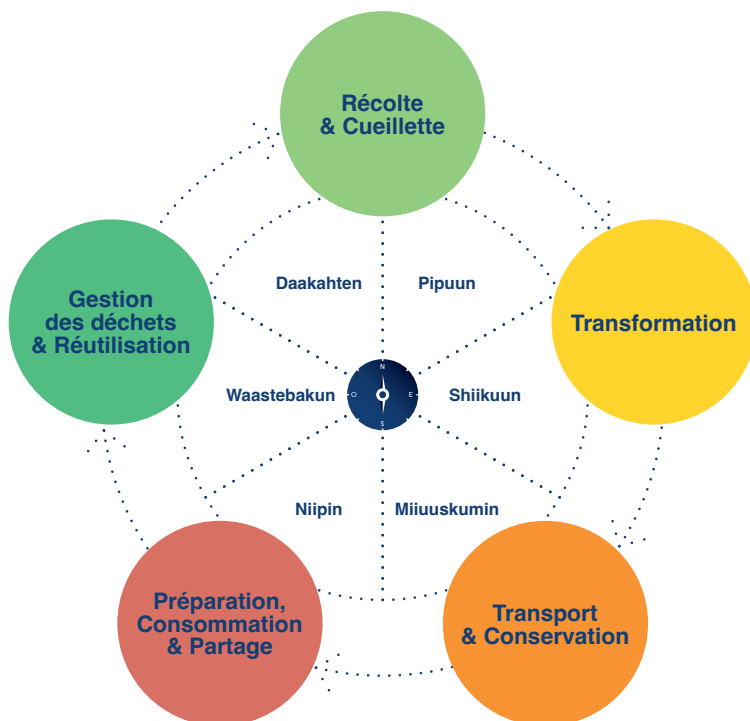 Récolte
& Cueillette
Gestion
des déchets
& Réutilisation
Transformation
Daakahten
Pipuun
Waastebakun
Shiikuun
Niipin
Miiuuskumin
N
O
E
S
Préparation,
Consommation
& Partage
Transport
& Conservation